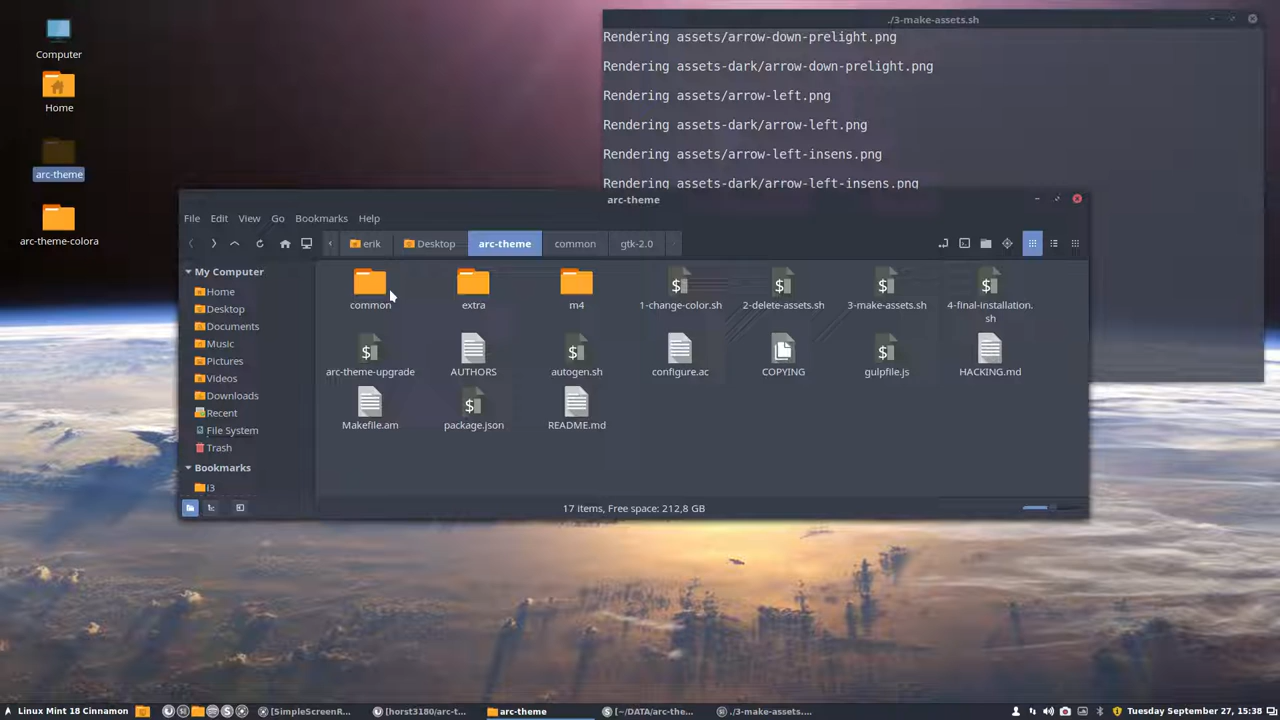 Computer
Home
arc-theme
arc-theme-colora
./3-make-assets.sh
Rendering assets/arrow-down-prelight.png
Rendering assets-dark/arrow-down-prelight.png
Rendering assets/arrow-left.png
Rendering assets-dark/arrow-left.png
Rendering assets/arrow-left-insens.png
Rendering assets-dark/arrow-left-insens.png
arc-theme
File Edit View Go Bookmarks Help
erik Desktop arc-theme common gtk-2.0
My Computer
Home
Desktop
Documents
Music
Pictures
Videos
Downloads
Recent
File System
Trash
Bookmarks
i3
common extra m4 1-change-color.sh 2-delete-assets.sh 3-make-assets.sh 4-final-installation.
sh
arc-theme-upgrade AUTHORS autogen.sh configure.ac COPYING gulpfile.js HACKING.md
Makefile.am package.json README.md
17 items, Free space: 212,8 GB
Linux Mint 18 Cinnamon [SimpleScreenR... [horst3180/arc-t... arc-theme [~/DATA/arc-the... ./3-make-assets.... Tuesday September 27, 15:38